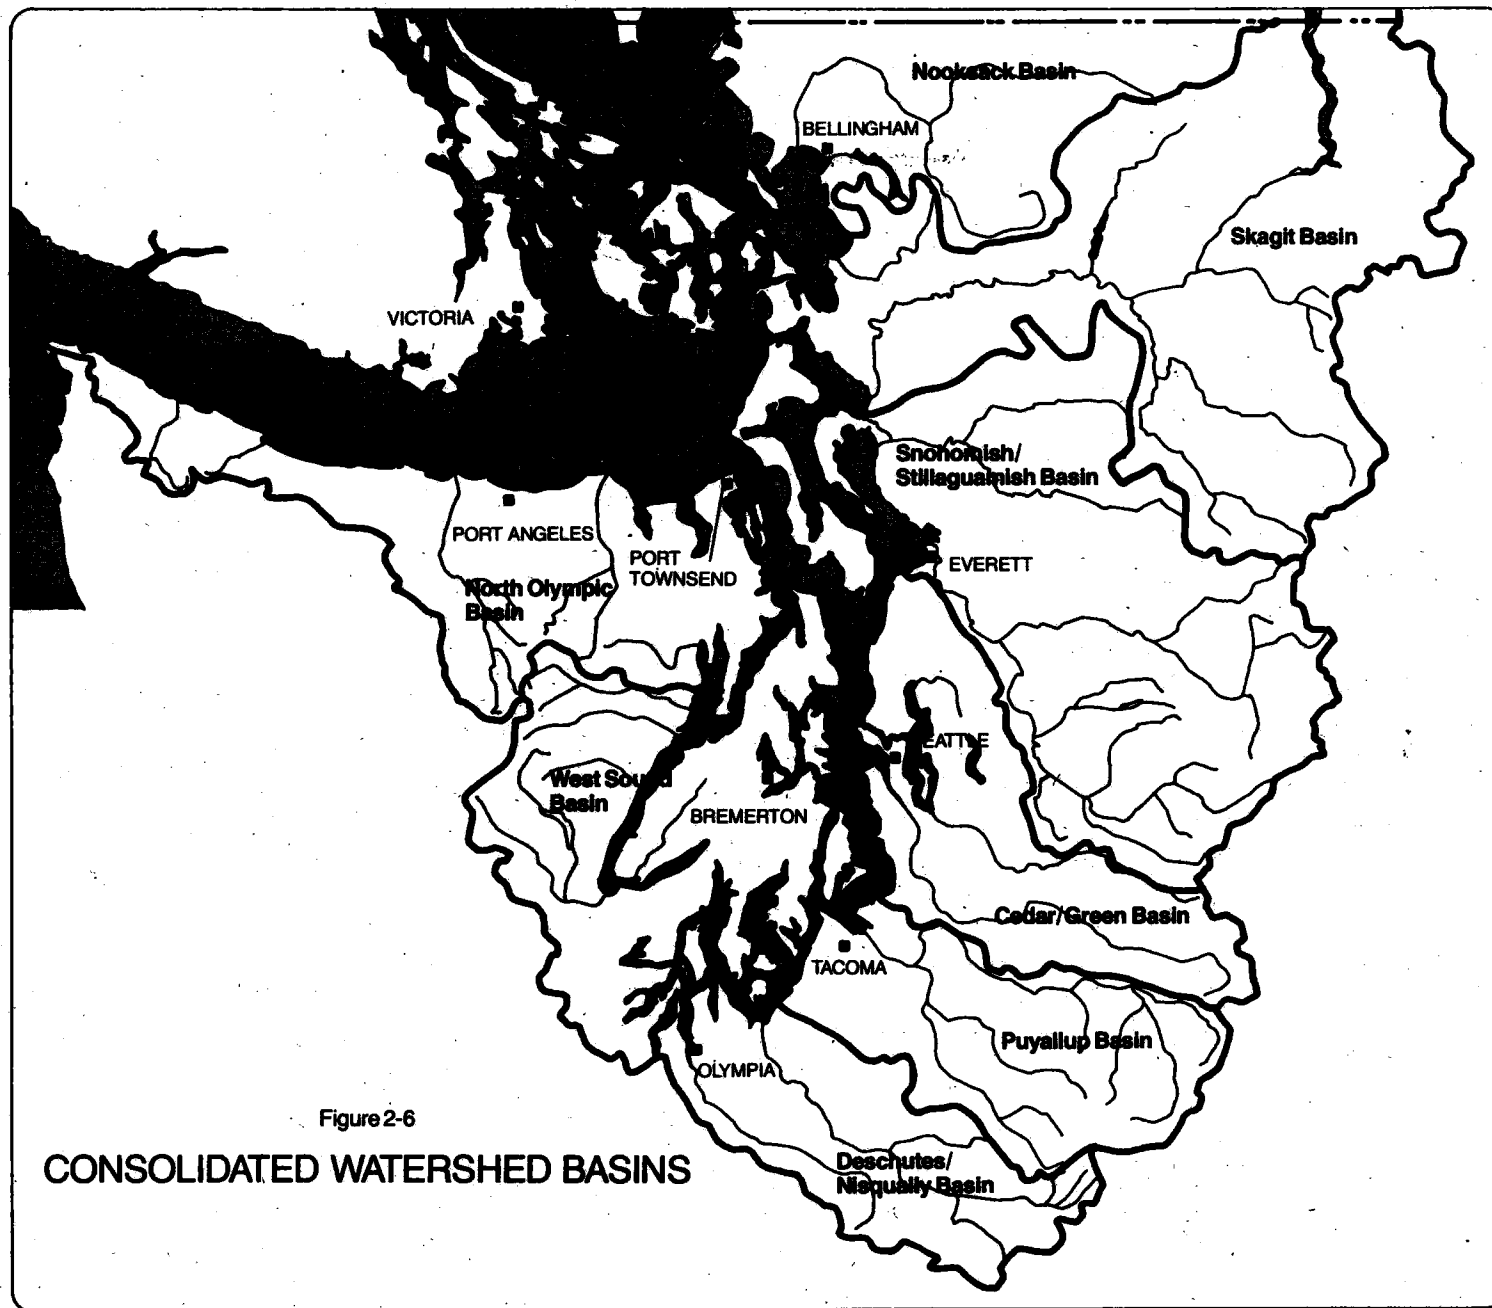 Nooksack Basin
BELLINGHAM
Skagit Basin
VICTORIA
Snohomish/
Stillaguamish Basin
PORT ANGELES
PORT
TOWNSEND
EVERETT
North Olympic
Basin
EATTLE
West Sound
Basin
BREMERTON
Cedar/Green Basin
TACOMA
Puyallup Basin
OLYMPIA
Figure 2-6
CONSOLIDATED WATERSHED BASINS
Deschutes/
Nisqually Basin